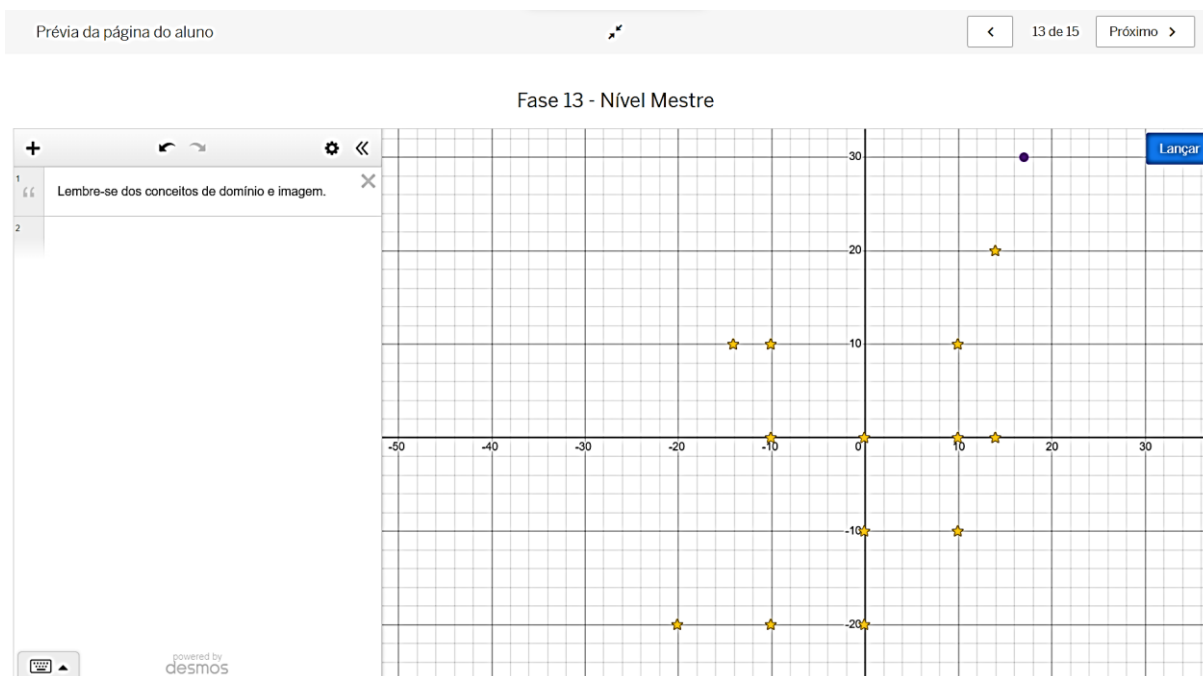 Prévia da página do aluno
13 de 15
Próximo
Fase 13 - Nível Mestre
1
Lembre-se dos conceitos de domínio e imagem.
2
Lançar
30
20
10
-50 -40 -30 -20 -10 0 10 20 30
-10
-20
powered by
desmos